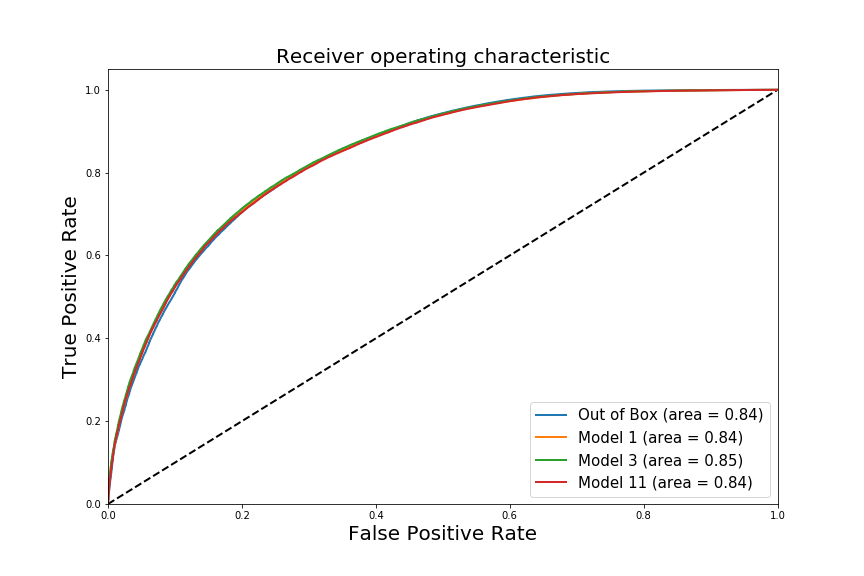 Receiver operating characteristic
True Positive Rate
1.0
0.8
0.6
0.4
0.2
0.0
0.0 0.2 0.4 0.6 0.8 1.0
False Positive Rate
Out of Box (area = 0.84)
Model 1 (area = 0.84)
Model 3 (area = 0.85)
Model 11 (area = 0.84)